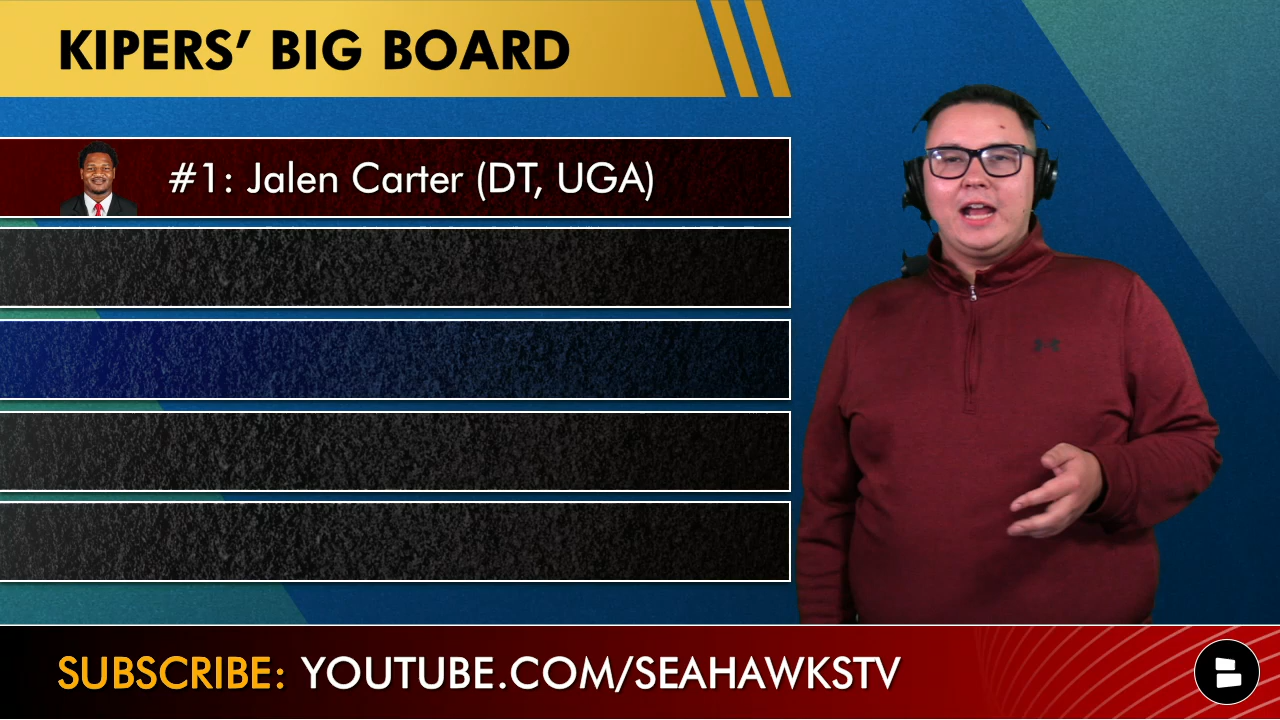 KIPERS’ BIG BOARD
#1: Jalen Carter (DT, UGA)
SUBSCRIBE: YOUTUBE.COM/SEAHAWKSTV